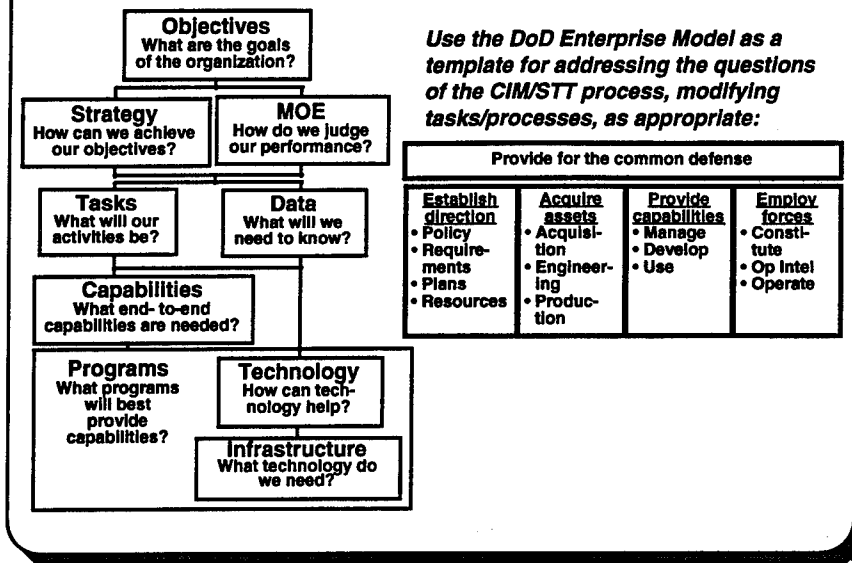 Objectives
What are the goals
of the organization?
Strategy
How can we achieve
our objectives?
MOE
How do we judge
our performance?
Tasks
What will our
activities be?
Data
What will we
need to know?
Capabilities
What end- to-end
capabilities are needed?
Programs
What programs
will best
provide
capabilities?
Technology
How can tech-
nology help?
Infrastructure
What technology do
we need?
Use the DoD Enterprise Model as a
template for addressing the questions
of the CIM/STT process, modifying
tasks/processes, as appropriate:
Provide for the common defense
Establish
direction
• Policy
• Require-
ments
• Plans
• Resources
Acquire
assets
• Acquisi-
tion
• Engineer-
ing
• Produc-
tion
Provide
capabilities
• Manage
• Develop
• Use
Employ
forces
• Consti-
tute
• Op Intel
• Operate